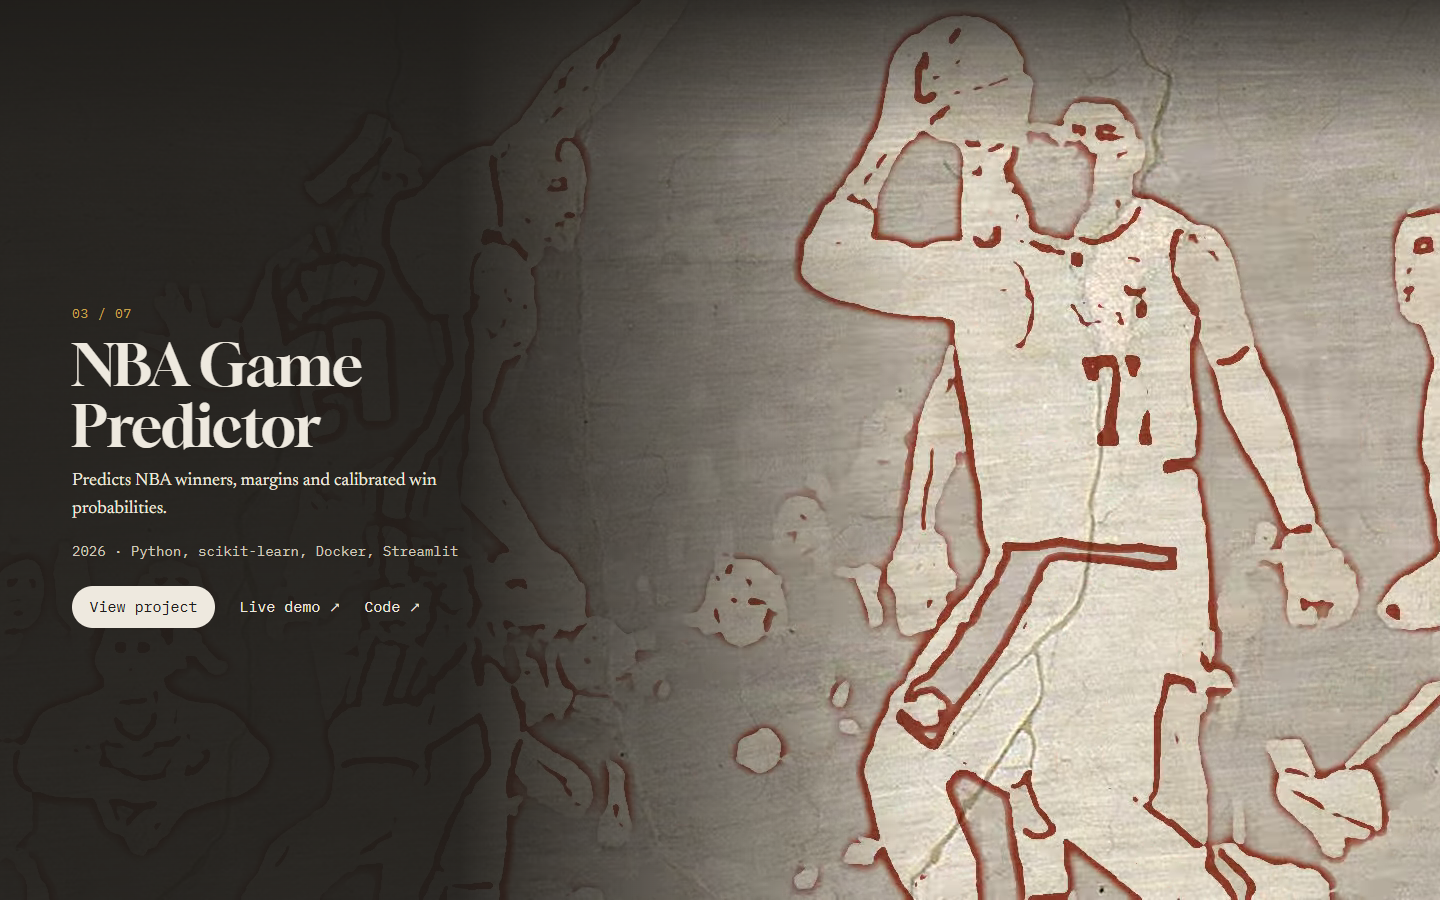 03 / 07
NBA Game
Predictor
Predicts NBA winners, margins and calibrated win
probabilities.
2026 · Python, scikit-learn, Docker, Streamlit
View project
Live demo ↗
Code ↗